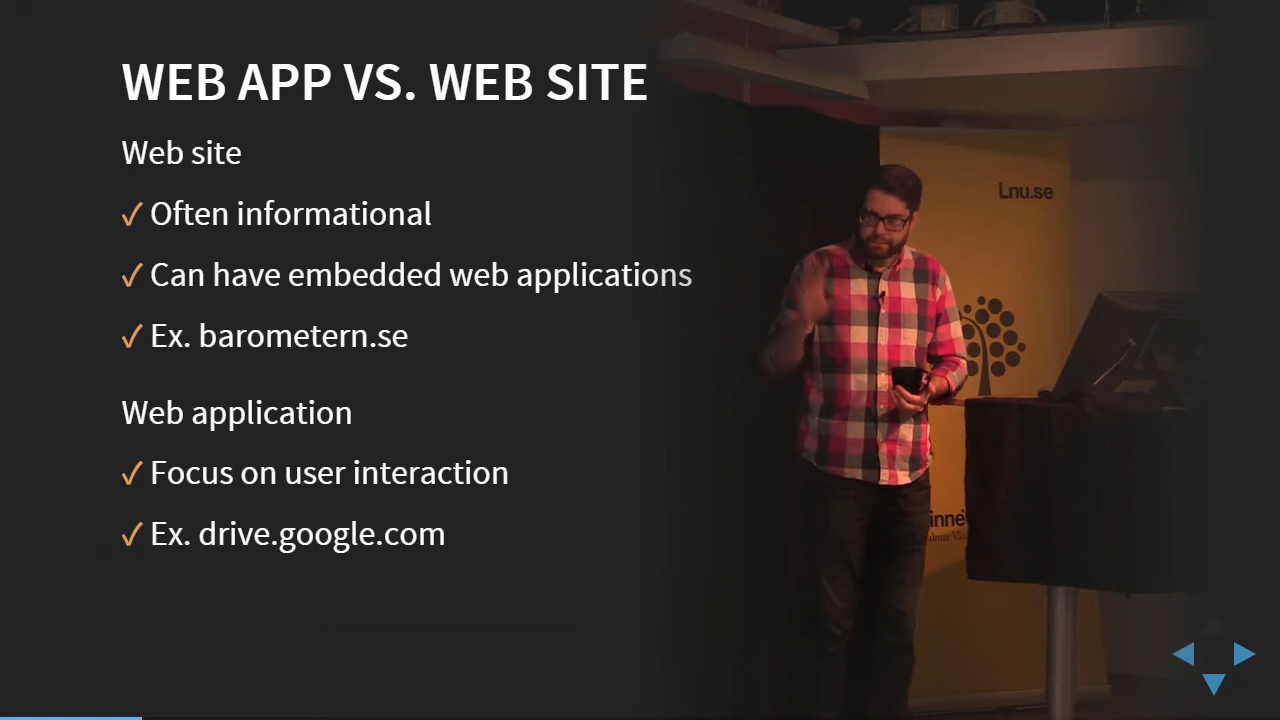 WEB APP VS. WEB SITE
Web site
✓ Often informational
✓ Can have embedded web applications
✓ Ex. barometern.se
Web application
✓ Focus on user interaction
✓ Ex. drive.google.com
Lnu.se